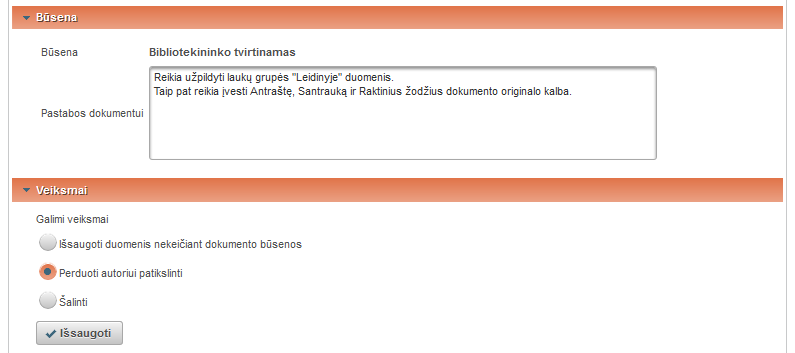 Būsena
Būsena Bibliotekininko tvirtinamas
Pastabos dokumentui
Reikia užpildyti laukų grupės "Leidinyje" duomenis.
Taip pat reikia įvesti Antraštę, Santrauką ir Raktinius žodžius dokumento originalo kalba.
Veiksmai
Galimi veiksmai
Išsaugoti duomenis nekeičiant dokumento būsenos
Perduoti autoriui patikslinti
Šalinti
Išsaugoti